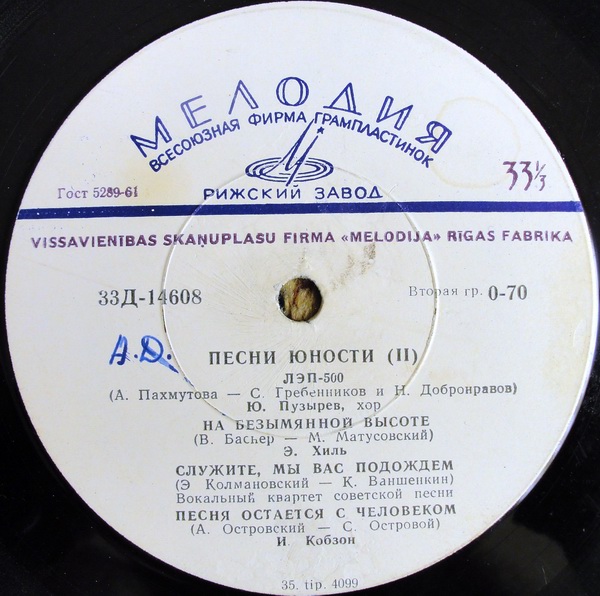 МЕЛОДИЯ
ВСЕСОЮЗНАЯ ФИРМА ГРАМПЛАСТИНОК
РИЖСКИЙ ЗАВОД
Гост 5289-61
33⅓
VISSAVIENĪBAS SKAŅUPLAŠU FIRMA «MELODIJA» RĪGAS FABRIKA
33Д-14608
Вторая гр. 0-70
A.D.
ПЕСНИ ЮНОСТИ (II)
ЛЭП-500
(А. Пахмутова — С. Гребенников и Н. Добронравов)
Ю. Пузырев, хор
НА БЕЗЫМЯННОЙ ВЫСОТЕ
(В. Баснер — М. Матусовский)
Э. Хиль
СЛУЖИТЕ, МЫ ВАС ПОДОЖДЕМ
(Э. Колмановский — К. Ваншенкин)
Вокальный квартет советской песни
ПЕСНЯ ОСТАЕТСЯ С ЧЕЛОВЕКОМ
(А. Островский — С. Островой)
И. Кобзон
35. tip. 4099